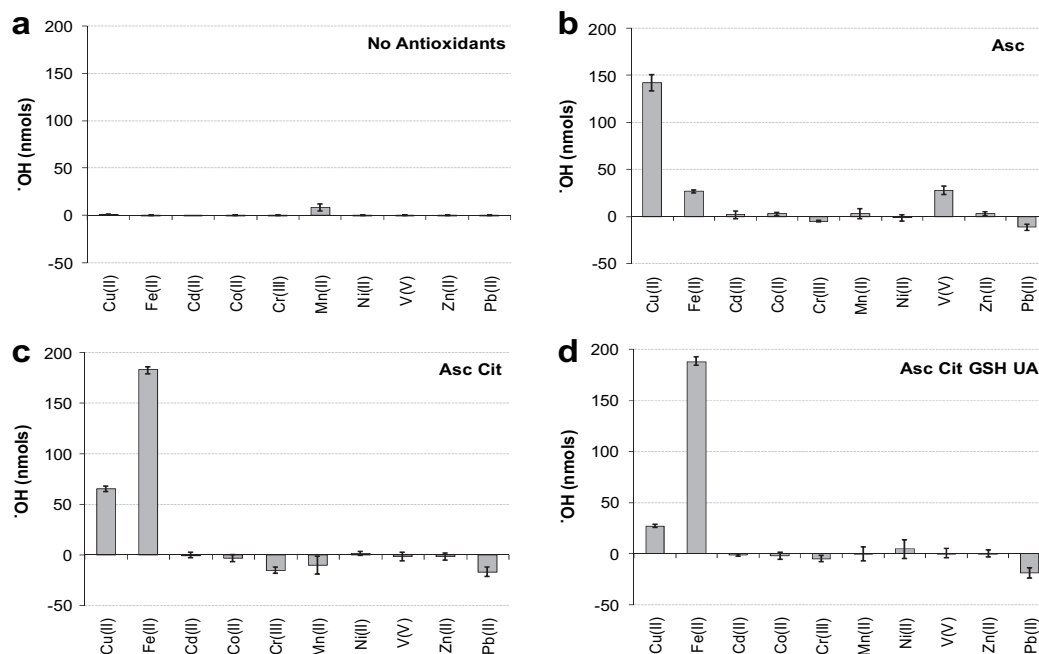 a
No Antioxidants
˙OH (nmols)
200
150
100
50
0
-50
Cu(II)
Fe(II)
Cd(II)
Co(II)
Cr(III)
Mn(II)
Ni(II)
V(V)
Zn(II)
Pb(II)
b
Asc
˙OH (nmols)
200
150
100
50
0
-50
Cu(II)
Fe(II)
Cd(II)
Co(II)
Cr(III)
Mn(II)
Ni(II)
V(V)
Zn(II)
Pb(II)
c
Asc Cit
˙OH (nmols)
200
150
100
50
0
-50
Cu(II)
Fe(II)
Cd(II)
Co(II)
Cr(III)
Mn(II)
Ni(II)
V(V)
Zn(II)
Pb(II)
d
Asc Cit GSH UA
˙OH (nmols)
200
150
100
50
0
-50
Cu(II)
Fe(II)
Cd(II)
Co(II)
Cr(III)
Mn(II)
Ni(II)
V(V)
Zn(II)
Pb(II)